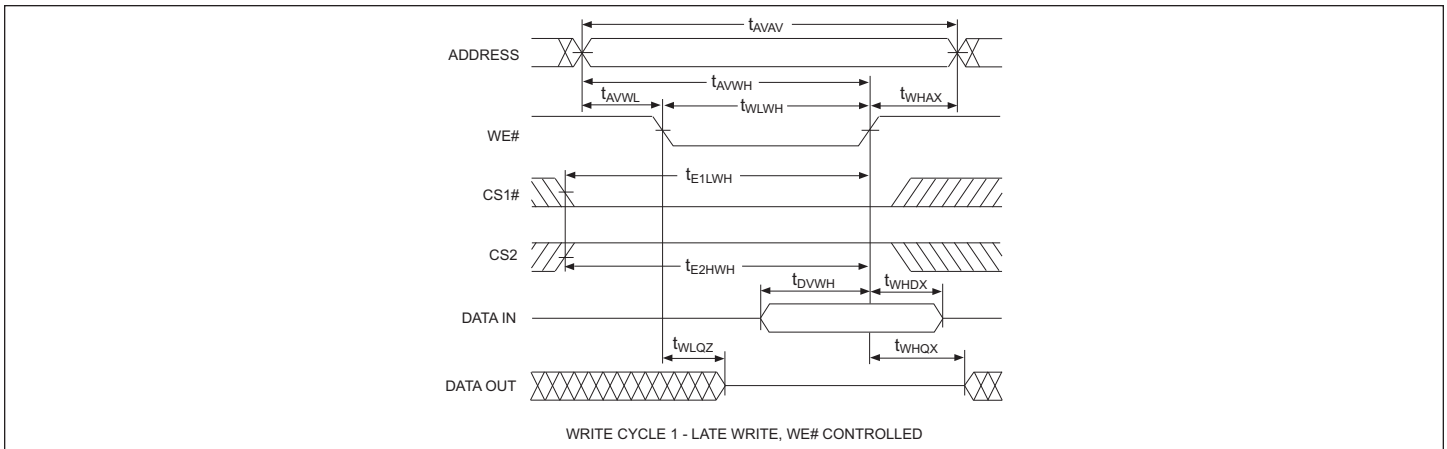 tAVAV
ADDRESS
tAVWH
tAVWL
tWLWH
tWHAX
WE#
tE1LWH
CS1#
CS2
tE2HWH
tDVWH
tWHDX
DATA IN
tWLQZ
tWHQX
DATA OUT
WRITE CYCLE 1 - LATE WRITE, WE# CONTROLLED